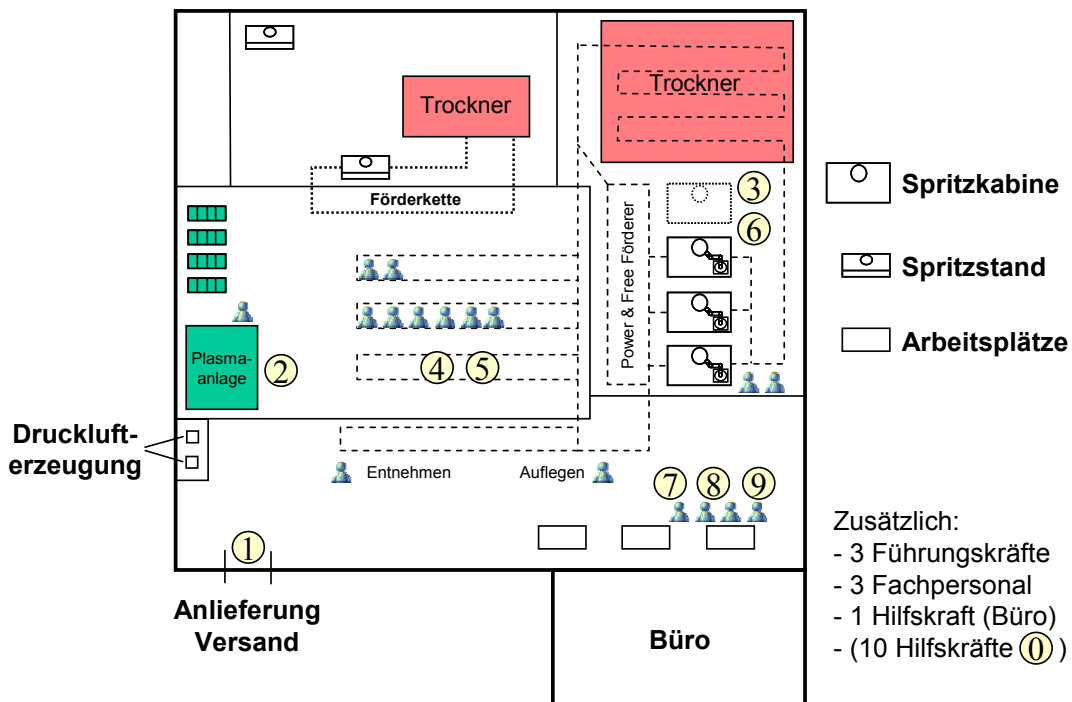 Trockner
Trockner
Förderkette
Power & Free Förderer
3
6
Spritzkabine
Spritzstand
Arbeitsplätze
Plasma-
anlage
2
4
5
Druckluft-
erzeugung
Entnehmen
Auflegen
7
8
9
1
Anlieferung
Versand
Büro
Zusätzlich:
- 3 Führungskräfte
- 3 Fachpersonal
- 1 Hilfskraft (Büro)
- (10 Hilfskräfte 0 )